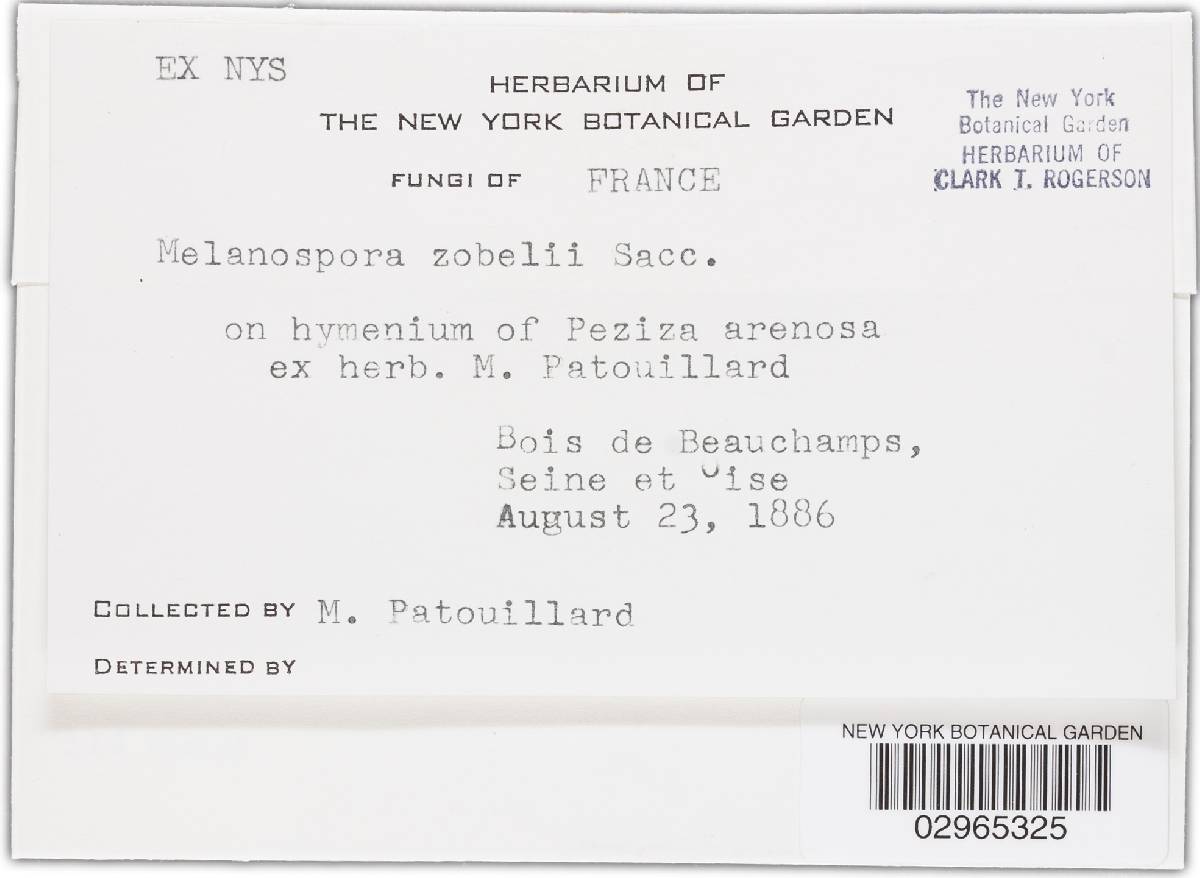 EX NYS
HERBARIUM OF
THE NEW YORK BOTANICAL GARDEN
The New York
Botanical Garden
HERBARIUM OF
CLARK T. ROGERSON
FUNGI OF FRANCE
Melanospora zobelii Sacc.
on hymenium of Peziza arenosa
ex herb. M. Patouillard
Bois de Beauchamps,
Seine et Oise
August 23, 1886
COLLECTED BY M. Patouillard
DETERMINED BY
NEW YORK BOTANICAL GARDEN
02965325